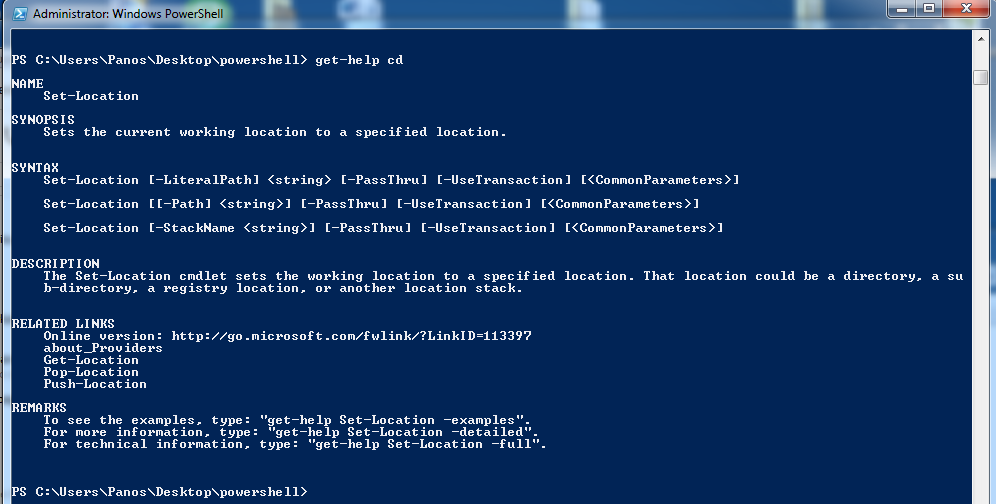 Administrator: Windows PowerShell
PS C:\Users\Panos\Desktop\powershell> get-help cd
NAME
Set-Location
SYNOPSIS
Sets the current working location to a specified location.
SYNTAX
Set-Location [-LiteralPath] <string> [-PassThru] [-UseTransaction] [<CommonParameters>]
Set-Location [[-Path] <string>] [-PassThru] [-UseTransaction] [<CommonParameters>]
Set-Location [-StackName <string>] [-PassThru] [-UseTransaction] [<CommonParameters>]
DESCRIPTION
The Set-Location cmdlet sets the working location to a specified location. That location could be a directory, a su
b-directory, a registry location, or another location stack.
RELATED LINKS
Online version: http://go.microsoft.com/fwlink/?LinkID=113397
about_Providers
Get-Location
Pop-Location
Push-Location
REMARKS
To see the examples, type: "get-help Set-Location -examples".
For more information, type: "get-help Set-Location -detailed".
For technical information, type: "get-help Set-Location -full".
PS C:\Users\Panos\Desktop\powershell>